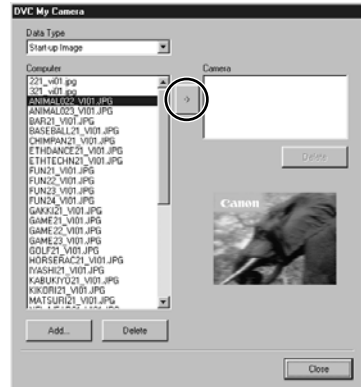 DVC My Camera
Data Type
Start-up Image
Computer
Camera
221_vi01.jpg
321_vi01.jpg
ANIMAL022_VI01.JPG
ANIMAL023_VI01.JPG
BAR21_VI01.JPG
BASEBALL21_VI01.JPG
CHIMPAN21_VI01.JPG
ETHDANCE21_VI01.JPG
ETHTECHN21_VI01.JPG
FUN21_VI01.JPG
FUN22_VI01.JPG
FUN23_VI01.JPG
FUN24_VI01.JPG
GAKKI21_VI01.JPG
GAME21_VI01.JPG
GAME22_VI01.JPG
GAME23_VI01.JPG
GOLF21_VI01.JPG
HORSERAC21_VI01.JPG
IYASHI21_VI01.JPG
KABUKIYO21_VI01.JPG
KIKORI21_VI01.JPG
MATSURI21_VI01.JPG
Delete
Canon
Add...
Delete
Close